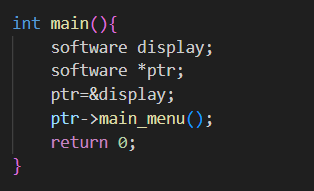 int main(){
    software display;
    software *ptr;
    ptr=&display;
    ptr->main_menu();
    return 0;
}